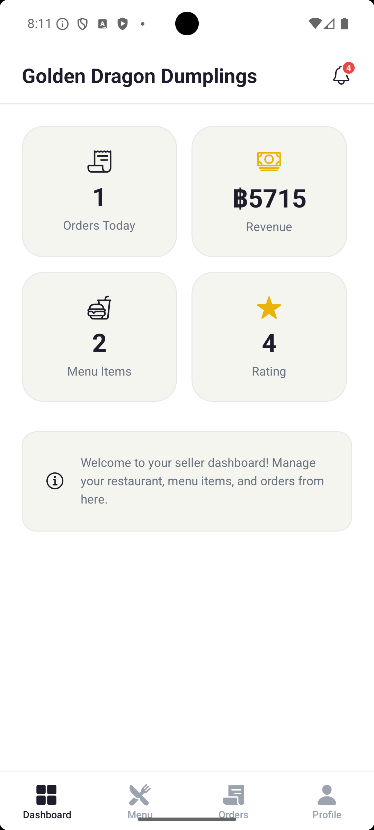 8:11
Golden Dragon Dumplings
4
1
Orders Today
฿5715
Revenue
2
Menu Items
4
Rating
Welcome to your seller dashboard! Manage
your restaurant, menu items, and orders from
here.
Dashboard
Menu
Orders
Profile